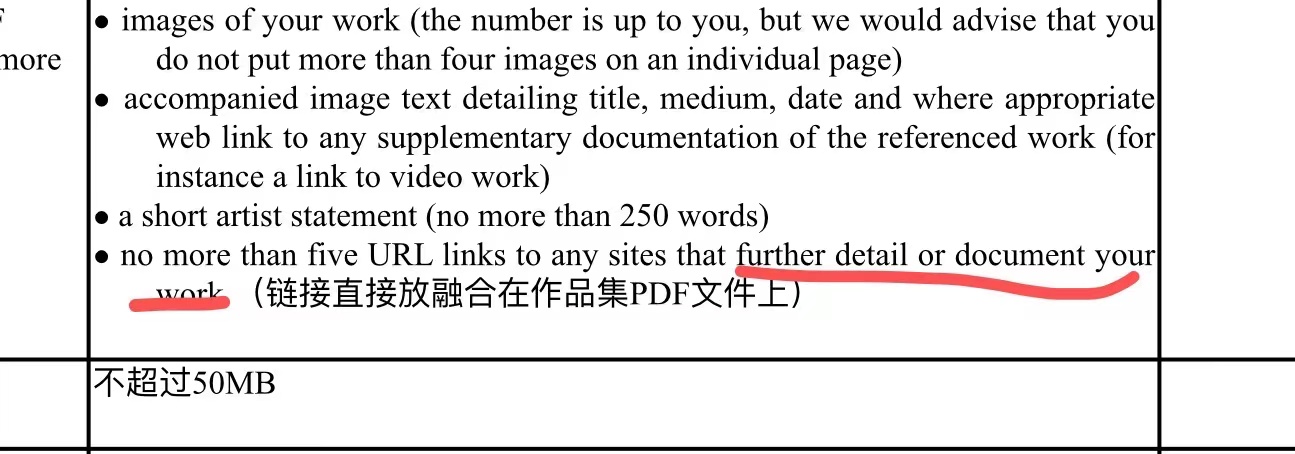 more
● images of your work (the number is up to you, but we would advise that you
do not put more than four images on an individual page)
● accompanied image text detailing title, medium, date and where appropriate
web link to any supplementary documentation of the referenced work (for
instance a link to video work)
● a short artist statement (no more than 250 words)
● no more than five URL links to any sites that further detail or document your
work （链接直接放融合在作品集PDF文件上）
不超过50MB